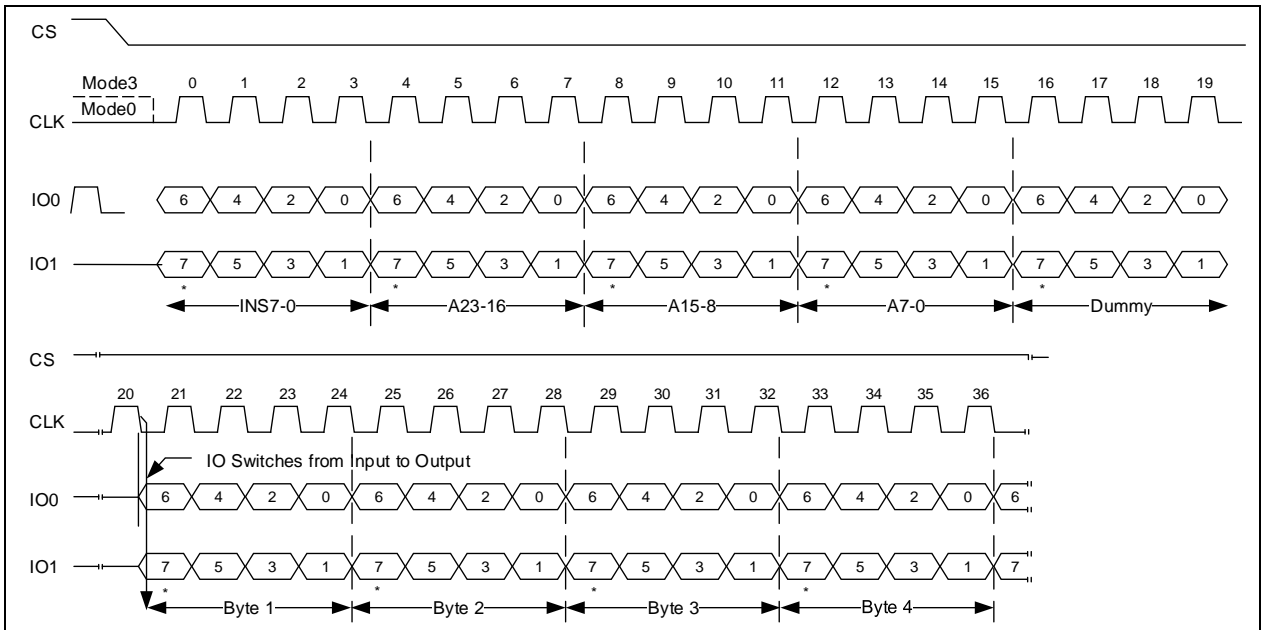 CS
Mode3 0 1 2 3 4 5 6 7 8 9 10 11 12 13 14 15 16 17 18 19
Mode0
CLK
IO0 6 4 2 0 6 4 2 0 6 4 2 0 6 4 2 0 6 4 2 0
IO1 7 5 3 1 7 5 3 1 7 5 3 1 7 5 3 1 7 5 3 1
* * * * *
INS7-0 A23-16 A15-8 A7-0 Dummy
CS
20 21 22 23 24 25 26 27 28 29 30 31 32 33 34 35 36
CLK
IO Switches from Input to Output
IO0 6 4 2 0 6 4 2 0 6 4 2 0 6 4 2 0 6
IO1 7 5 3 1 7 5 3 1 7 5 3 1 7 5 3 1 7
* * * *
Byte 1 Byte 2 Byte 3 Byte 4